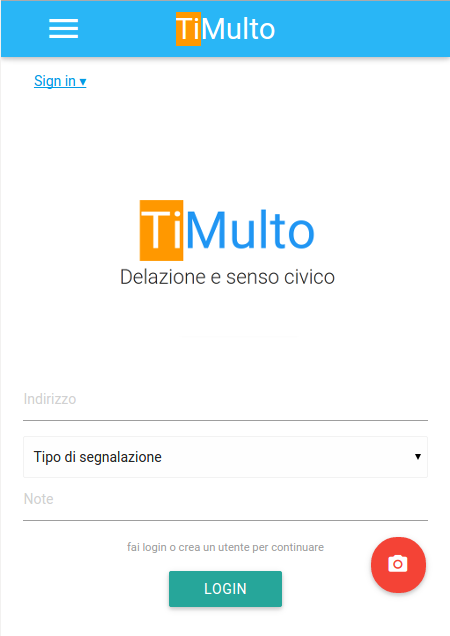 TiMulto
Sign in ▾
TiMulto
Delazione e senso civico
Indirizzo
Tipo di segnalazione
Note
fai login o crea un utente per continuare
LOGIN